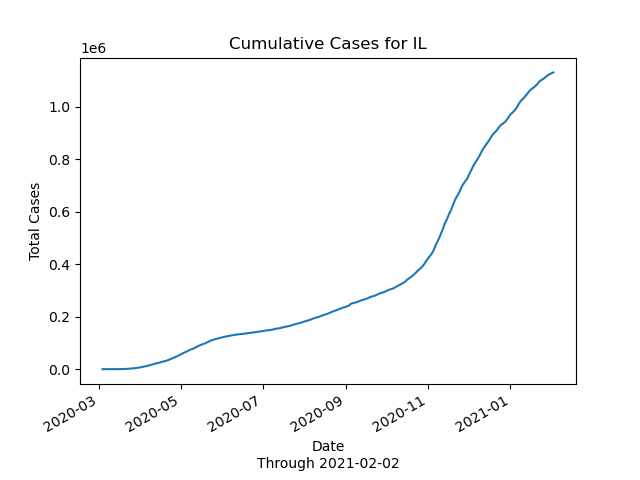 Cumulative Cases for IL
1e6
1.0
0.8
0.6
0.4
0.2
0.0
Total Cases
2020-03
2020-05
2020-07
2020-09
2020-11
2021-01
Date
Through 2021-02-02